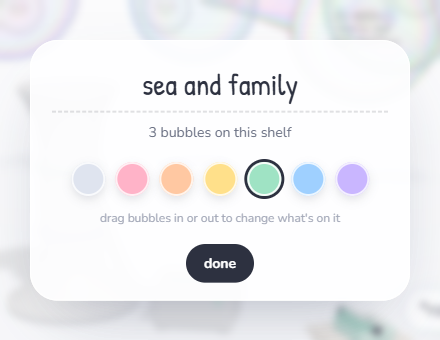 sea and family
3 bubbles on this shelf
drag bubbles in or out to change what's on it
done